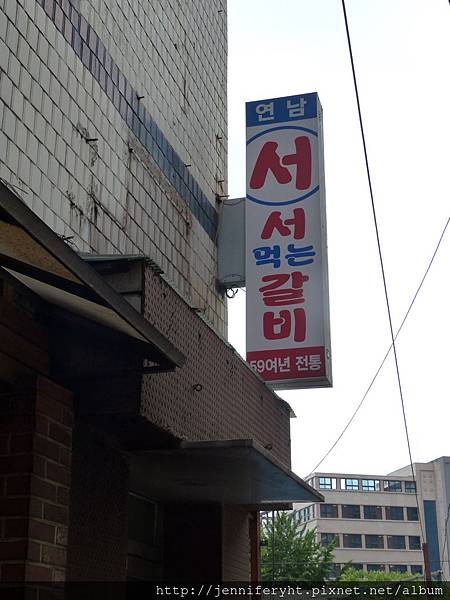 연남
서
서
먹는
갈
비
59여년 전통
http://jenniferyht.pixnet.net/album